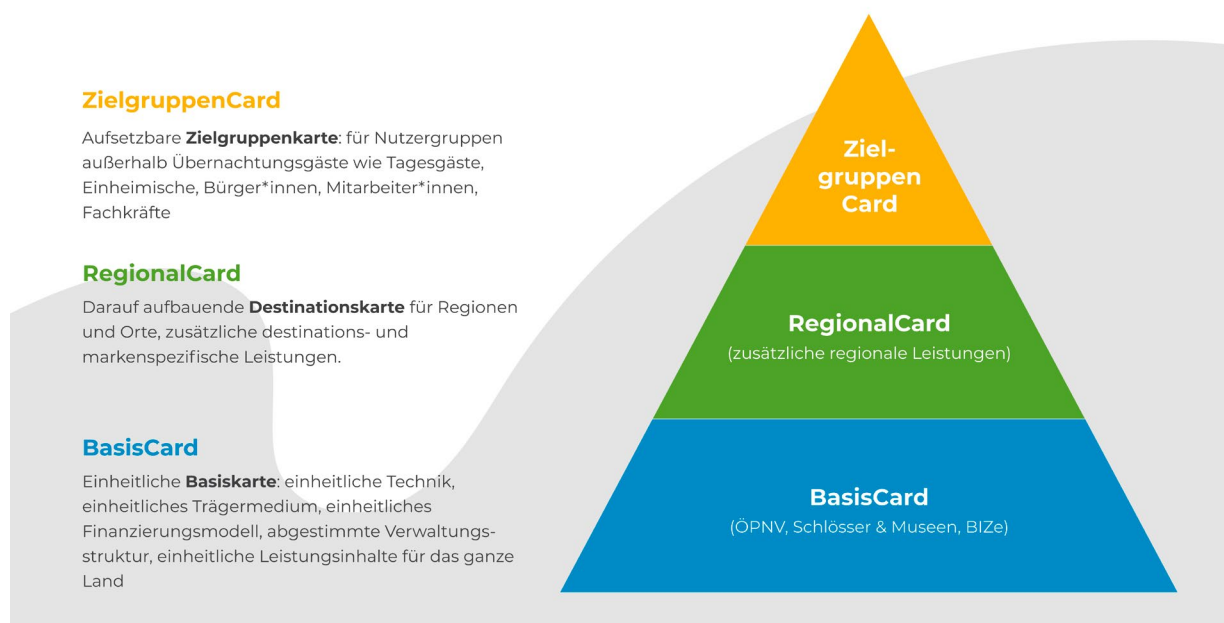 ZielgruppenCard
Aufsetzbare Zielgruppenkarte: für Nutzergruppen
außerhalb Übernachtungsgäste wie Tagesgäste,
Einheimische, Bürger*innen, Mitarbeiter*innen,
Fachkräfte
RegionalCard
Darauf aufbauende Destinationskarte für Regionen
und Orte, zusätzliche destinations- und
markenspezifische Leistungen.
BasisCard
Einheitliche Basiskarte: einheitliche Technik,
einheitliches Trägermedium, einheitliches
Finanzierungsmodell, abgestimmte Verwaltungs-
struktur, einheitliche Leistungsinhalte für das ganze
Land
Ziel-
gruppen
Card
RegionalCard
(zusätzliche regionale Leistungen)
BasisCard
(ÖPNV, Schlösser & Museen, BIZe)